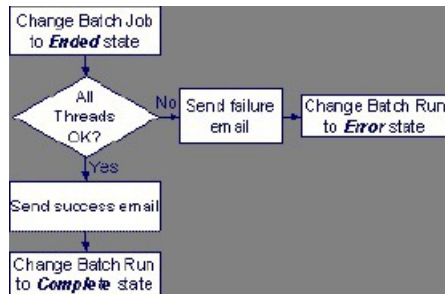 Change Batch Job
to Ended state
All
Threads
OK?
No
Send failure
email
Change Batch Run
to Error state
Yes
Send success email
Change Batch Run
to Complete state